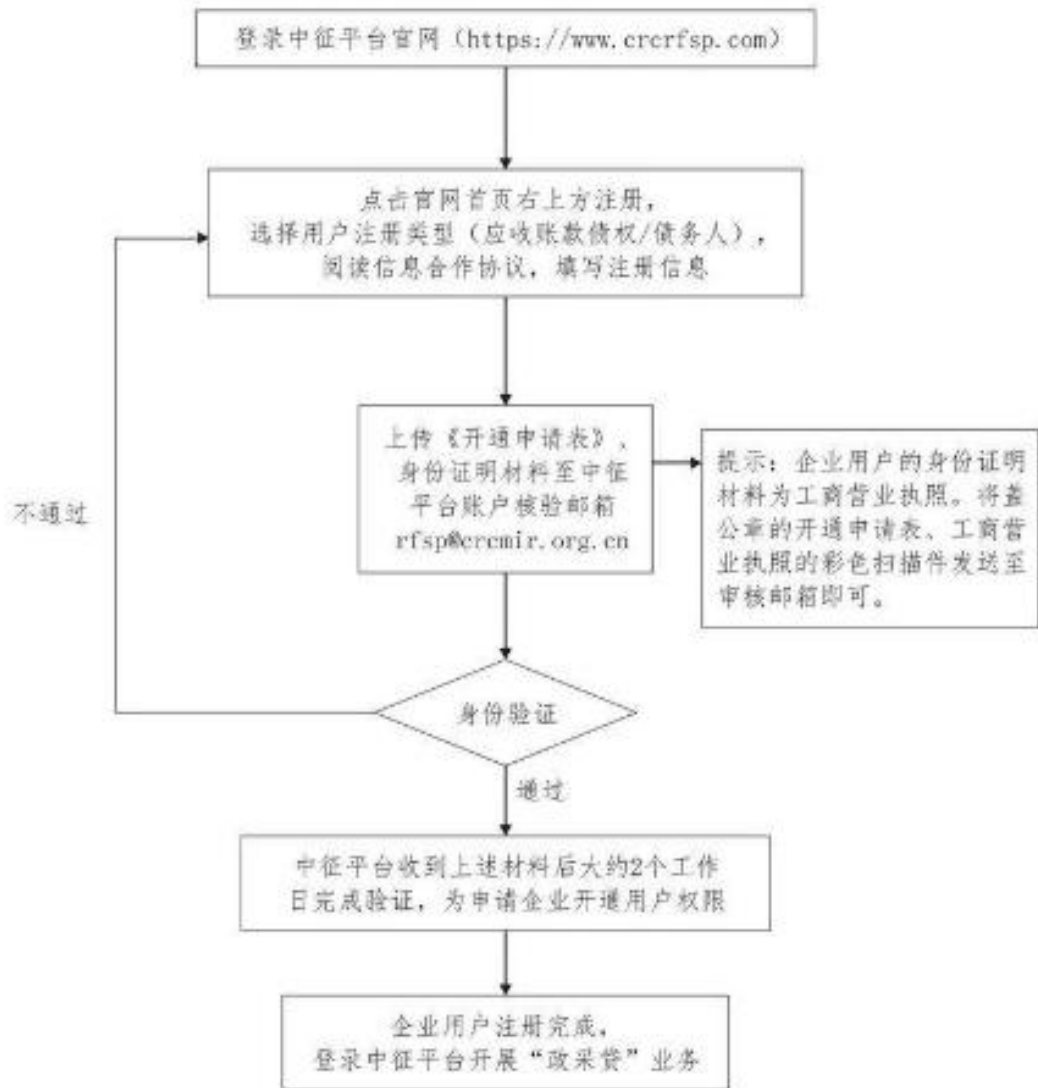 登录中征平台官网（https://www.crcrfsp.com）
点击官网首页右上方注册，
选择用户注册类型（应收账款债权/债务人），
阅读信息合作协议，填写注册信息
上传《开通申请表》、
身份证明材料至中征
平台账户核验邮箱
rfsp@crcmir.org.cn
提示：企业用户的身份证明
材料为工商营业执照。将盖
公章的开通申请表、工商营
业执照的彩色扫描件发送至
审核邮箱即可。
不通过
身份验证
通过
中征平台收到上述材料后大约2个工作
日完成验证，为申请企业开通用户权限
企业用户注册完成，
登录中征平台开展“政采贷”业务